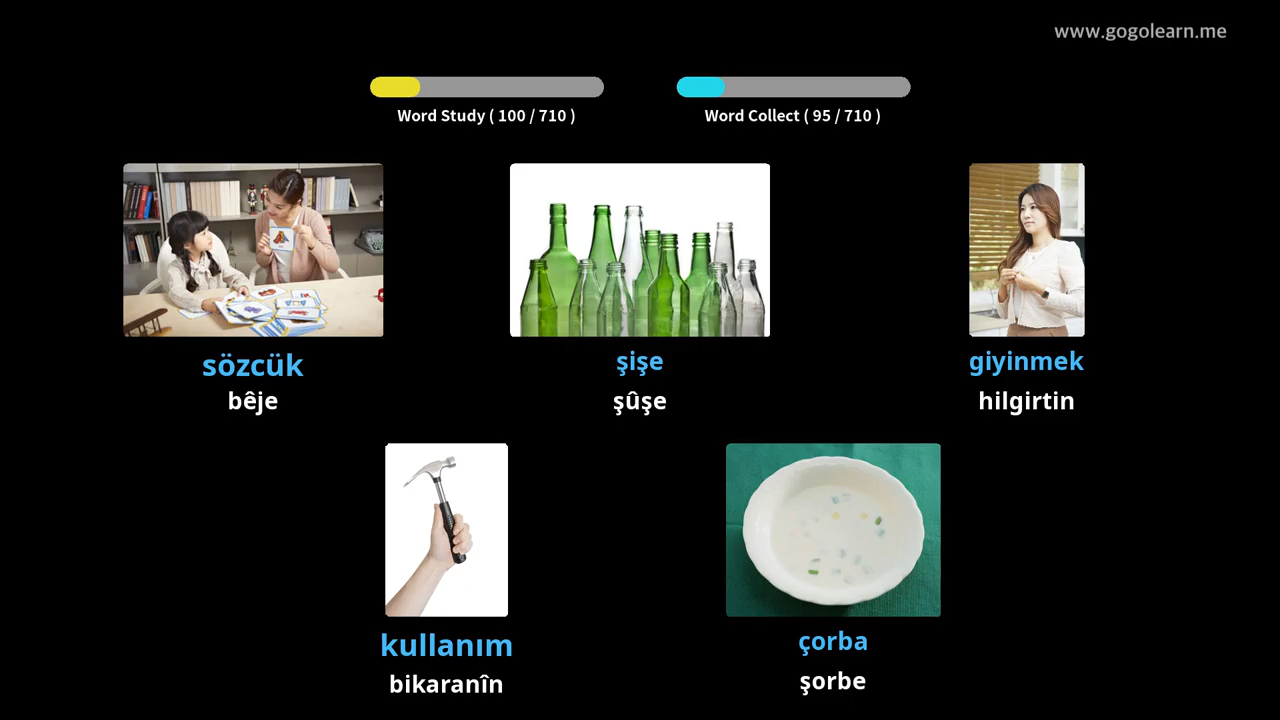 www.gogolearn.me
Word Study ( 100 / 710 )
Word Collect ( 95 / 710 )
sözcük
bêje
şişe
şûşe
giyinmek
hilgirtin
kullanım
bikaranîn
çorba
şorbe